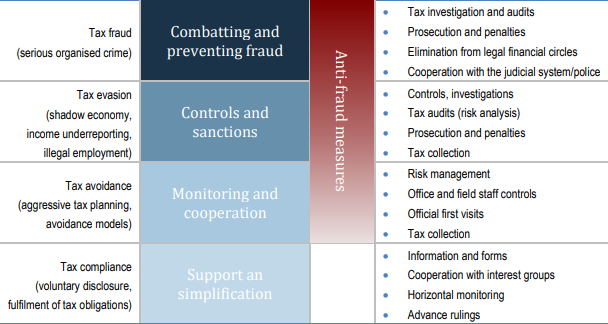 Tax fraud
(serious organised crime)
Combatting and
preventing fraud
Anti-fraud measures
Tax investigation and audits
Prosecution and penalties
Elimination from legal financial circles
Cooperation with the judicial system/police
Tax evasion
(shadow economy,
income underreporting,
illegal employment)
Controls and
sanctions
Controls, investigations
Tax audits (risk analysis)
Prosecution and penalties
Tax collection
Tax avoidance
(aggressive tax planning,
avoidance models)
Monitoring and
cooperation
Risk management
Office and field staff controls
Official first visits
Tax collection
Tax compliance
(voluntary disclosure,
fulfilment of tax obligations)
Support an
simplification
Information and forms
Cooperation with interest groups
Horizontal monitoring
Advance rulings